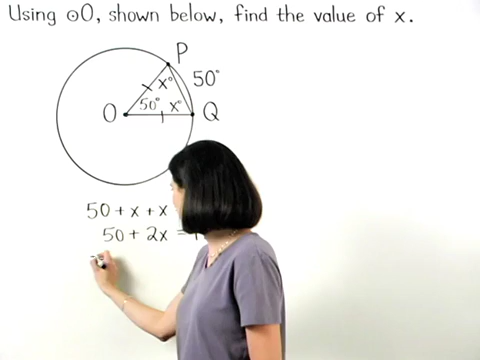 Using ⊙O, shown below, find the value of x.
P
x° 50°
O 50° x° Q
50 + x + x
50 + 2x =